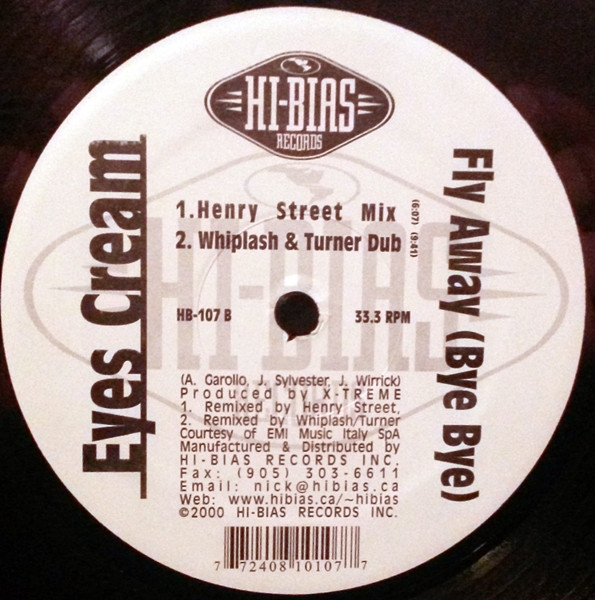 HI-BIAS
RECORDS
Eyes Cream
Fly Away (Bye Bye)
1.Henry Street Mix (6:07)
2. Whiplash & Turner Dub (9:41)
HI-BIAS
HB-107 B 33.3 RPM
(A. Garollo, J. Sylvester, J. Wirrick)
Produced by X-TREME
1. Remixed by Henry Street,
2. Remixed by Whiplash/Turner
Courtesy of EMI Music Italy SpA
Manufactured & Distributed by
HI-BIAS RECORDS INC.
Fax: (905) 303-6611
Email: nick@hibias.ca
Web: www.hibias.ca/~hibias
©2000 HI-BIAS RECORDS INC.
7 72408 10107 7